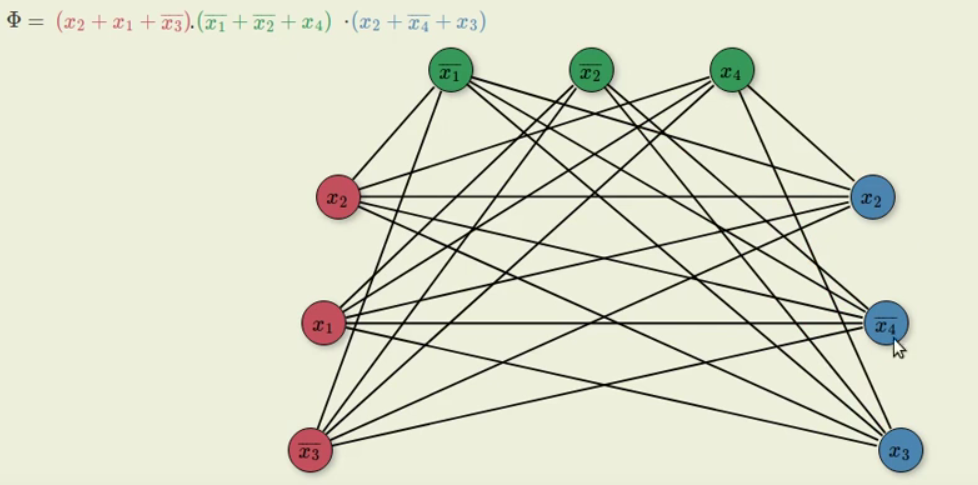 Φ = (x₂ + x₁ + x̅₃).(x̅₁ + x̅₂ + x₄) ·(x₂ + x̅₄ + x₃)
x̅₁ x̅₂ x₄
x₂ x₂
x₁ x̅₄
x̅₃ x₃